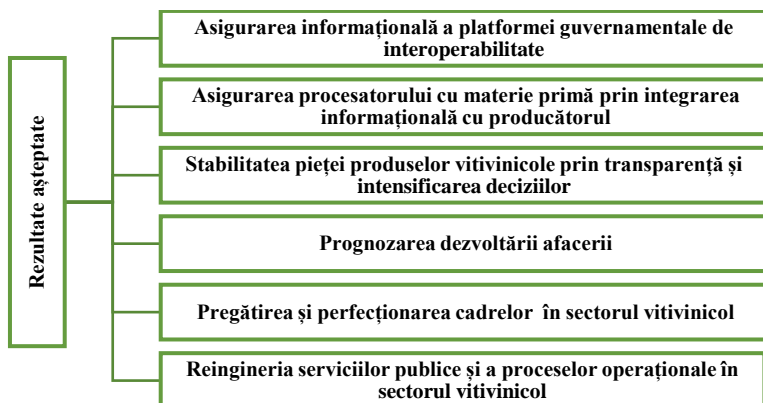 Rezultate așteptate
Asigurarea informațională a platformei guvernamentale de
interoperabilitate
Asigurarea procesatorului cu materie primă prin integrarea
informațională cu producătorul
Stabilitatea pieței produselor vitivinicole prin transparență și
intensificarea deciziilor
Prognozarea dezvoltării afacerii
Pregătirea și perfecționarea cadrelor în sectorul vitivinicol
Reingineria serviciilor publice și a proceselor operaționale în
sectorul vitivinicol